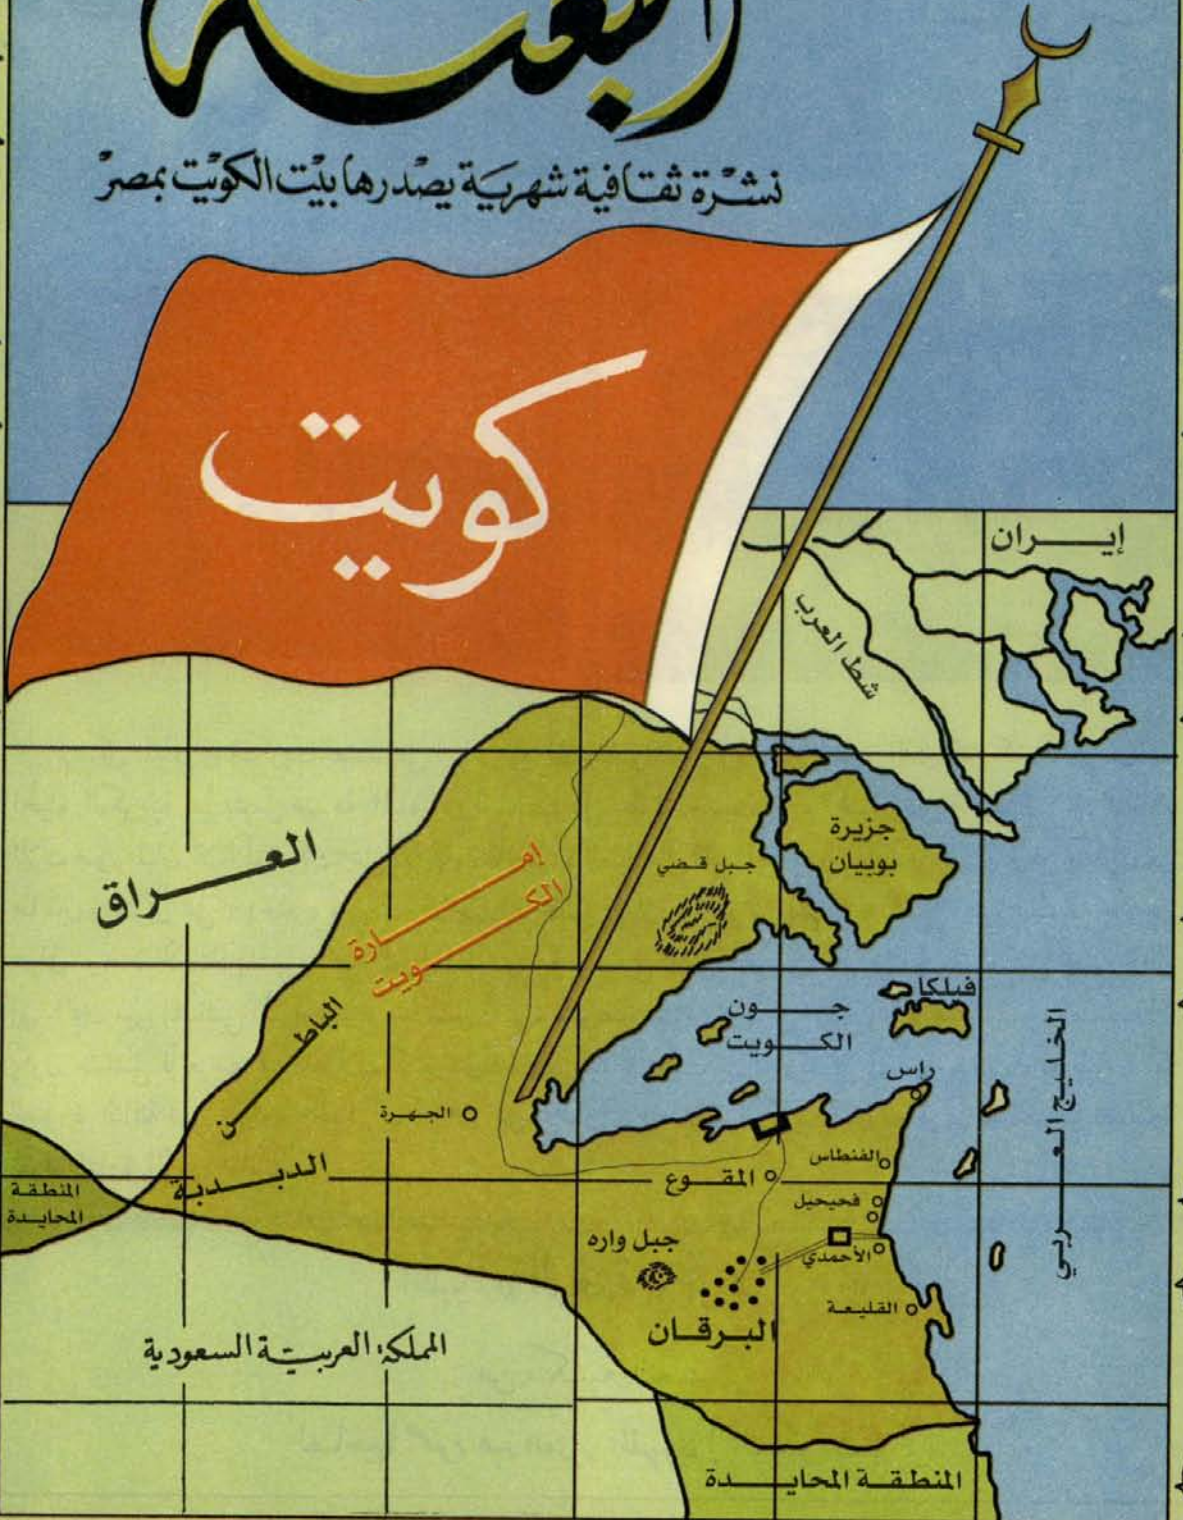 البعثة
نشرة ثقافية شهرية يصدرها بيت الكويت بمصر
كويت
إيران
شط العرب
العراق
إمارة
الكويت
جبل قضي
جزيرة
بوبيان
الباطن
فيلكا
جون
الكويت
راس
الخليج العربي
الجهرة
الفنطاس
المقوع
الدبدبة
المنطقة
المحايدة
فحيحيل
جبل واره
الأحمدي
القليعة
البرقان
المملكة العربية السعودية
المنطقة المحايدة